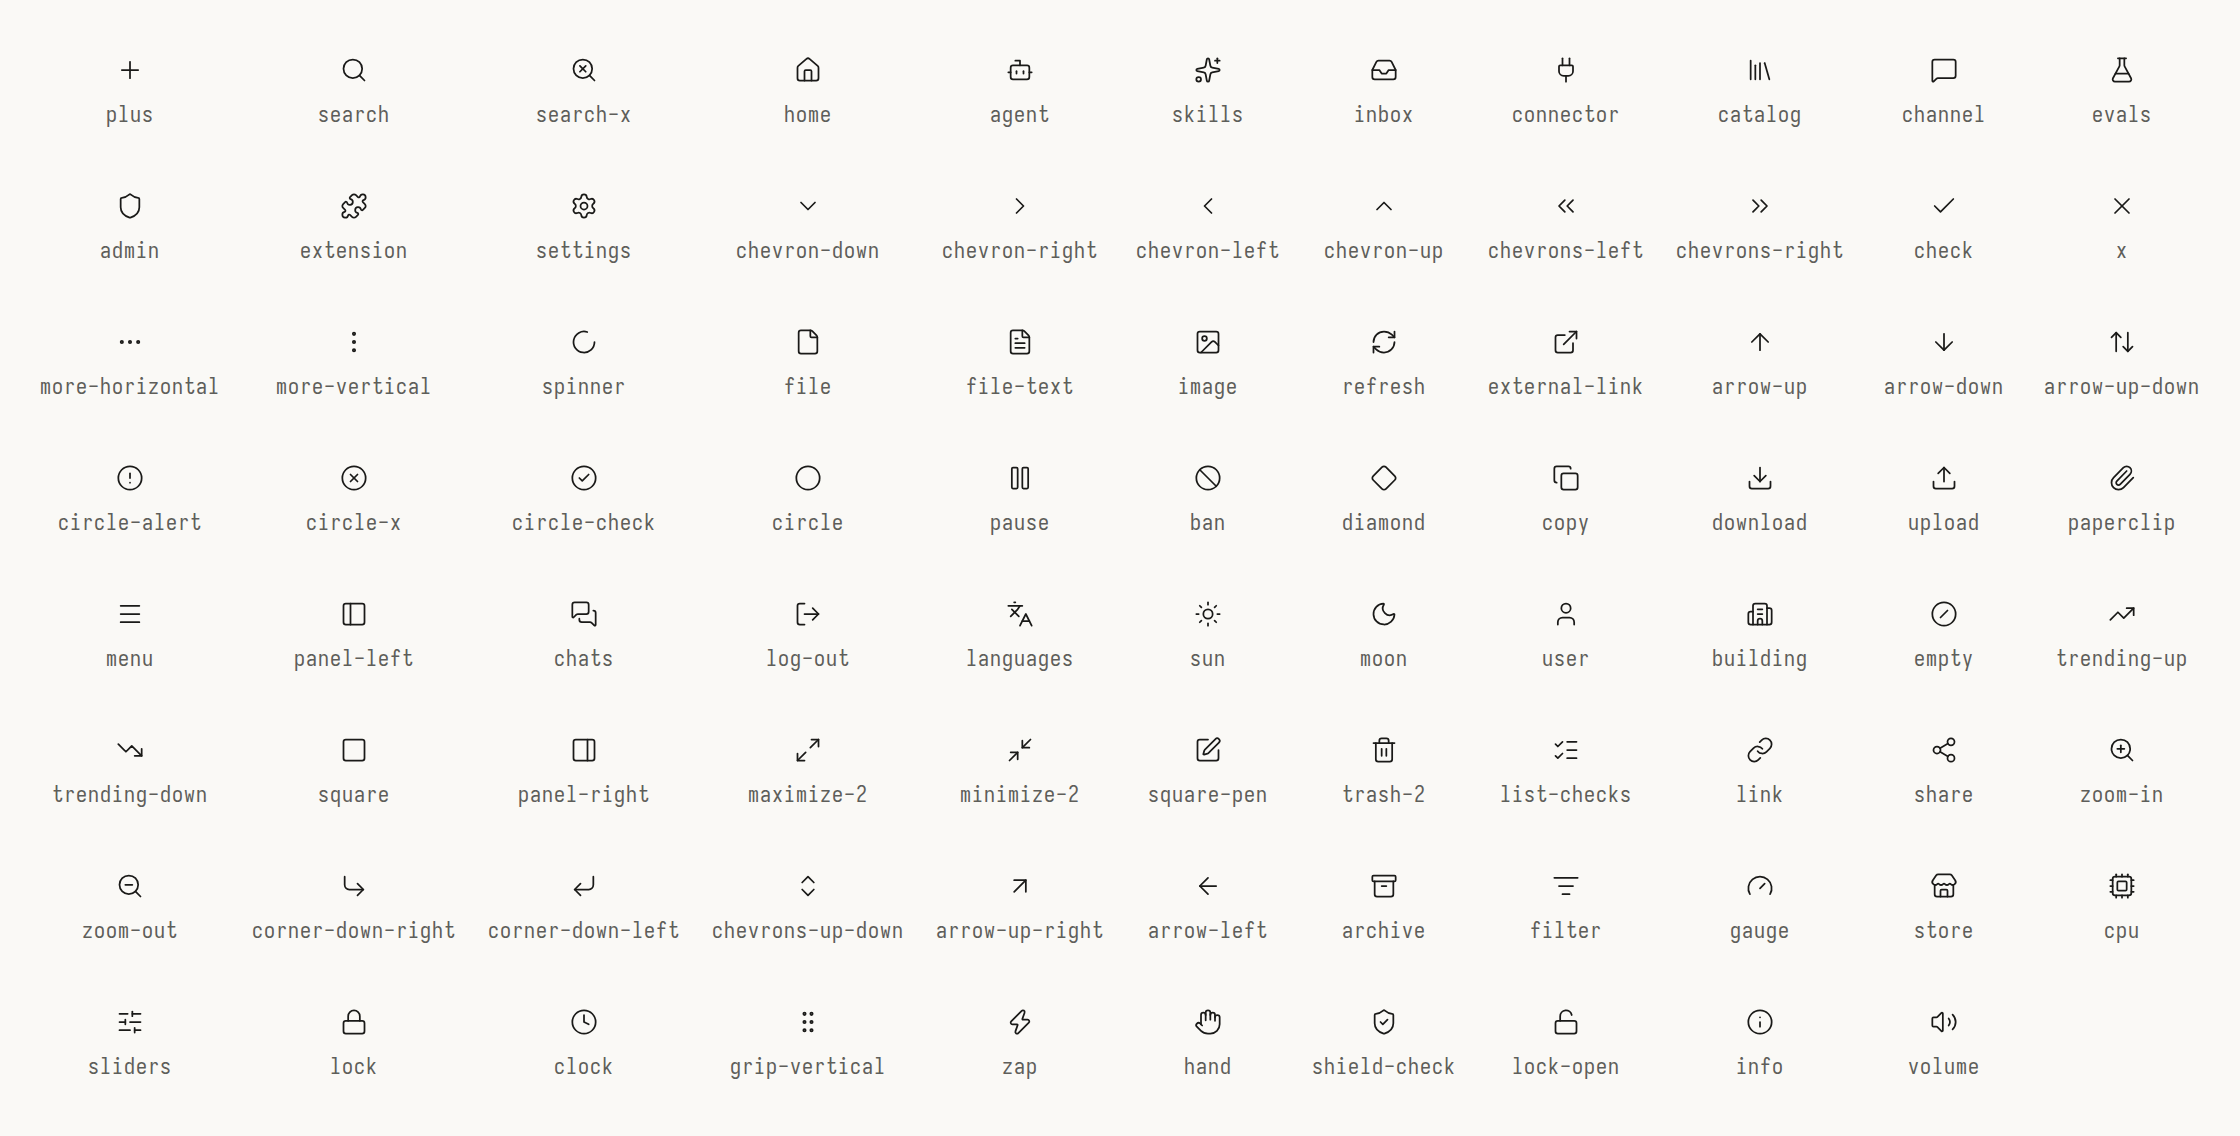 plus search search-x home agent skills inbox connector catalog channel evals
admin extension settings chevron-down chevron-right chevron-left chevron-up chevrons-left chevrons-right check x
more-horizontal more-vertical spinner file file-text image refresh external-link arrow-up arrow-down arrow-up-down
circle-alert circle-x circle-check circle pause ban diamond copy download upload paperclip
menu panel-left chats log-out languages sun moon user building empty trending-up
trending-down square panel-right maximize-2 minimize-2 square-pen trash-2 list-checks link share zoom-in
zoom-out corner-down-right corner-down-left chevrons-up-down arrow-up-right arrow-left archive filter gauge store cpu
sliders lock clock grip-vertical zap hand shield-check lock-open info volume